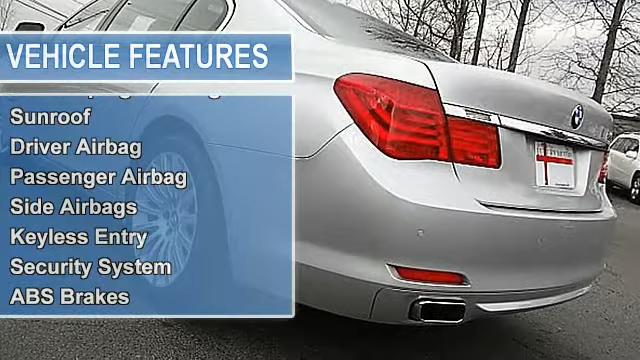 VEHICLE FEATURES
Sunroof
Driver Airbag
Passenger Airbag
Side Airbags
Keyless Entry
Security System
ABS Brakes